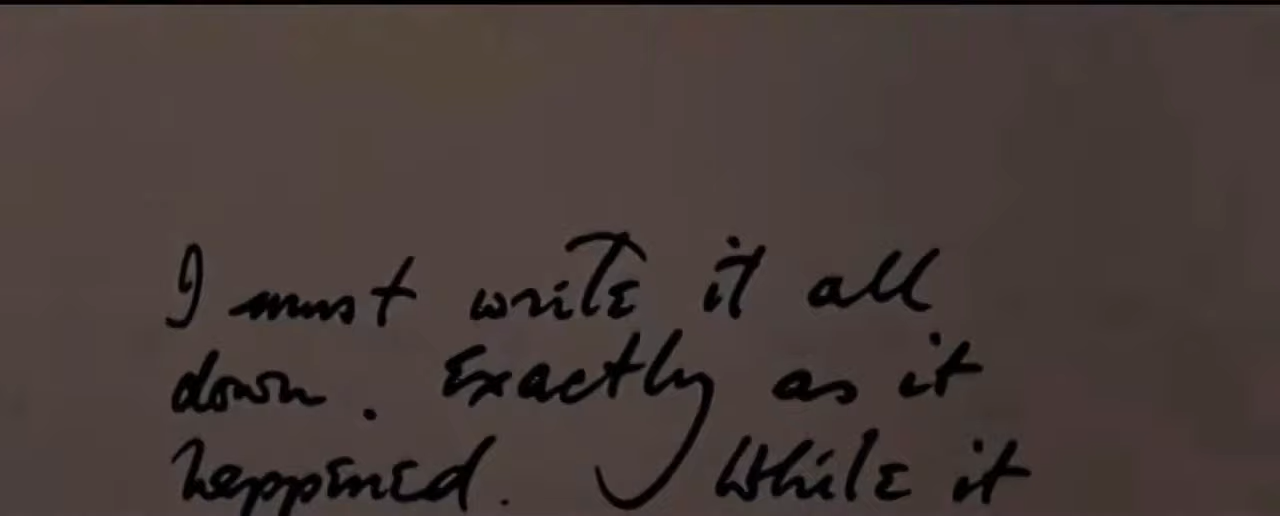 I must write it all
down. Exactly as it
happened. While it